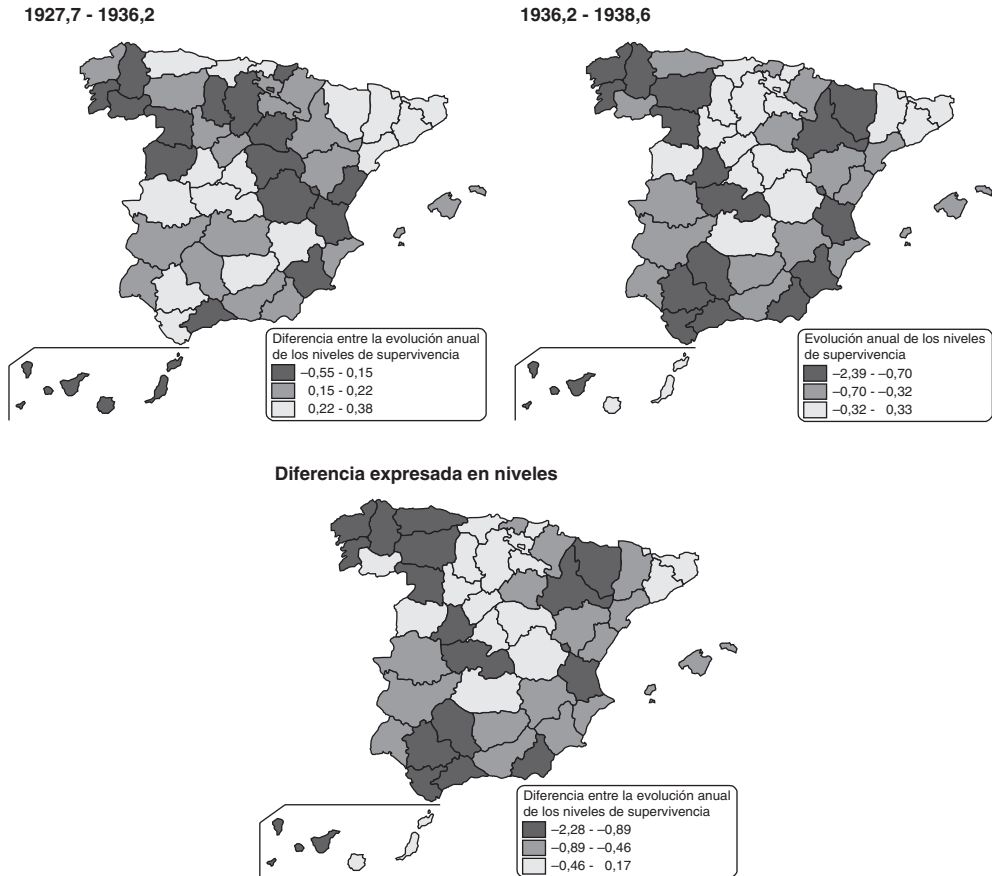 1927,7 - 1936,2
Diferencia entre la evolución anual
de los niveles de supervivencia
–0,55 - 0,15
0,15 - 0,22
0,22 - 0,38
1936,2 - 1938,6
Evolución anual de los niveles
de supervivencia
–2,39 - –0,70
–0,70 - –0,32
–0,32 - 0,33
Diferencia expresada en niveles
Diferencia entre la evolución anual
de los niveles de supervivencia
–2,28 - –0,89
–0,89 - –0,46
–0,46 - 0,17